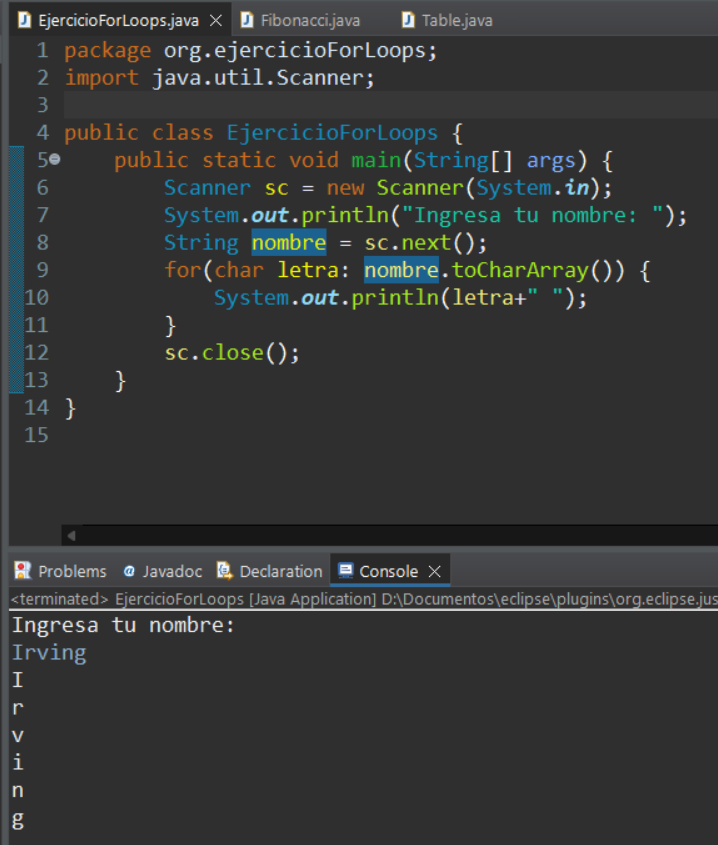 EjercicioForLoops.java Fibonacci.java Table.java
1 package org.ejercicioForLoops;
2 import java.util.Scanner;
3
4 public class EjercicioForLoops {
5 public static void main(String[] args) {
6 Scanner sc = new Scanner(System.in);
7 System.out.println("Ingresa tu nombre: ");
8 String nombre = sc.next();
9 for(char letra: nombre.toCharArray()) {
10 System.out.println(letra+" ");
11 }
12 sc.close();
13 }
14 }
15
Problems @ Javadoc Declaration Console
<terminated> EjercicioForLoops [Java Application] D:\Documentos\eclipse\plugins\org.eclipse.jus
Ingresa tu nombre:
Irving
I
r
v
i
n
g